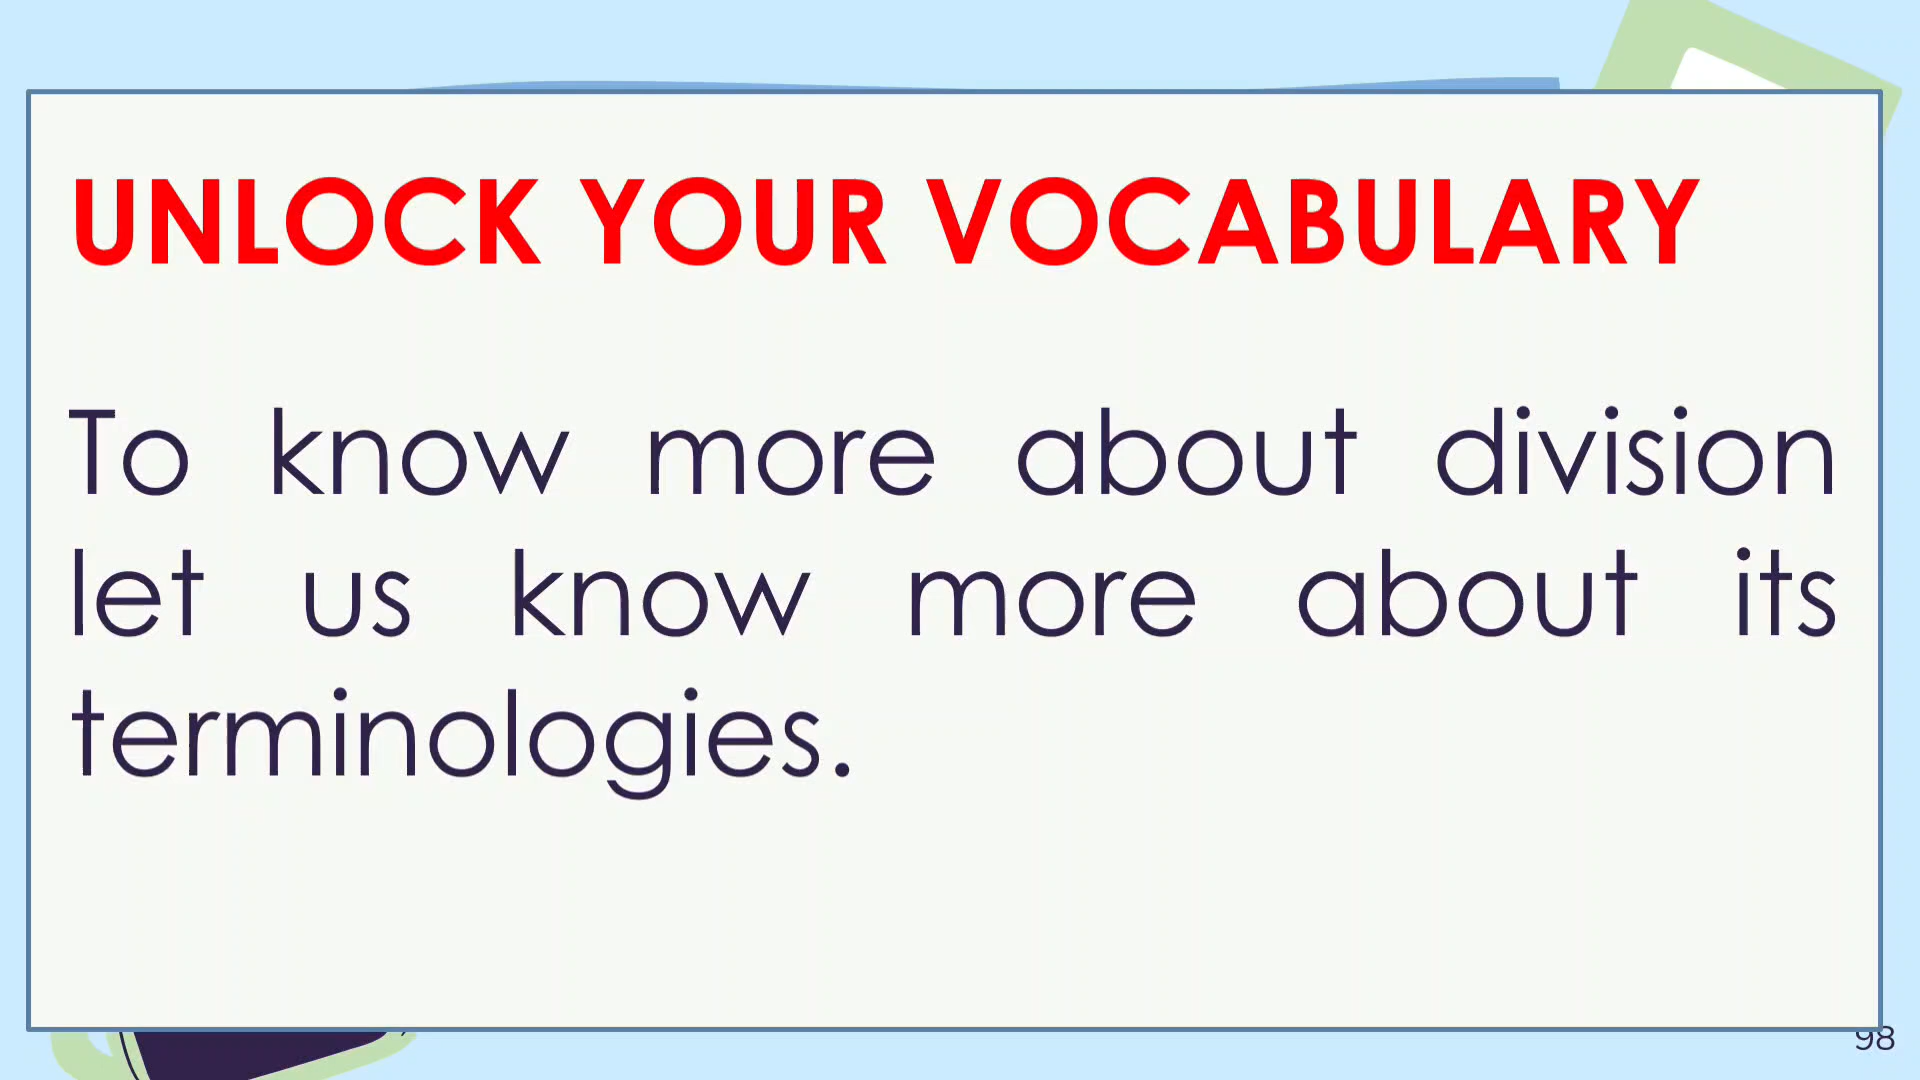 UNLOCK YOUR VOCABULARY
To know more about division
let us know more about its
terminologies.
98